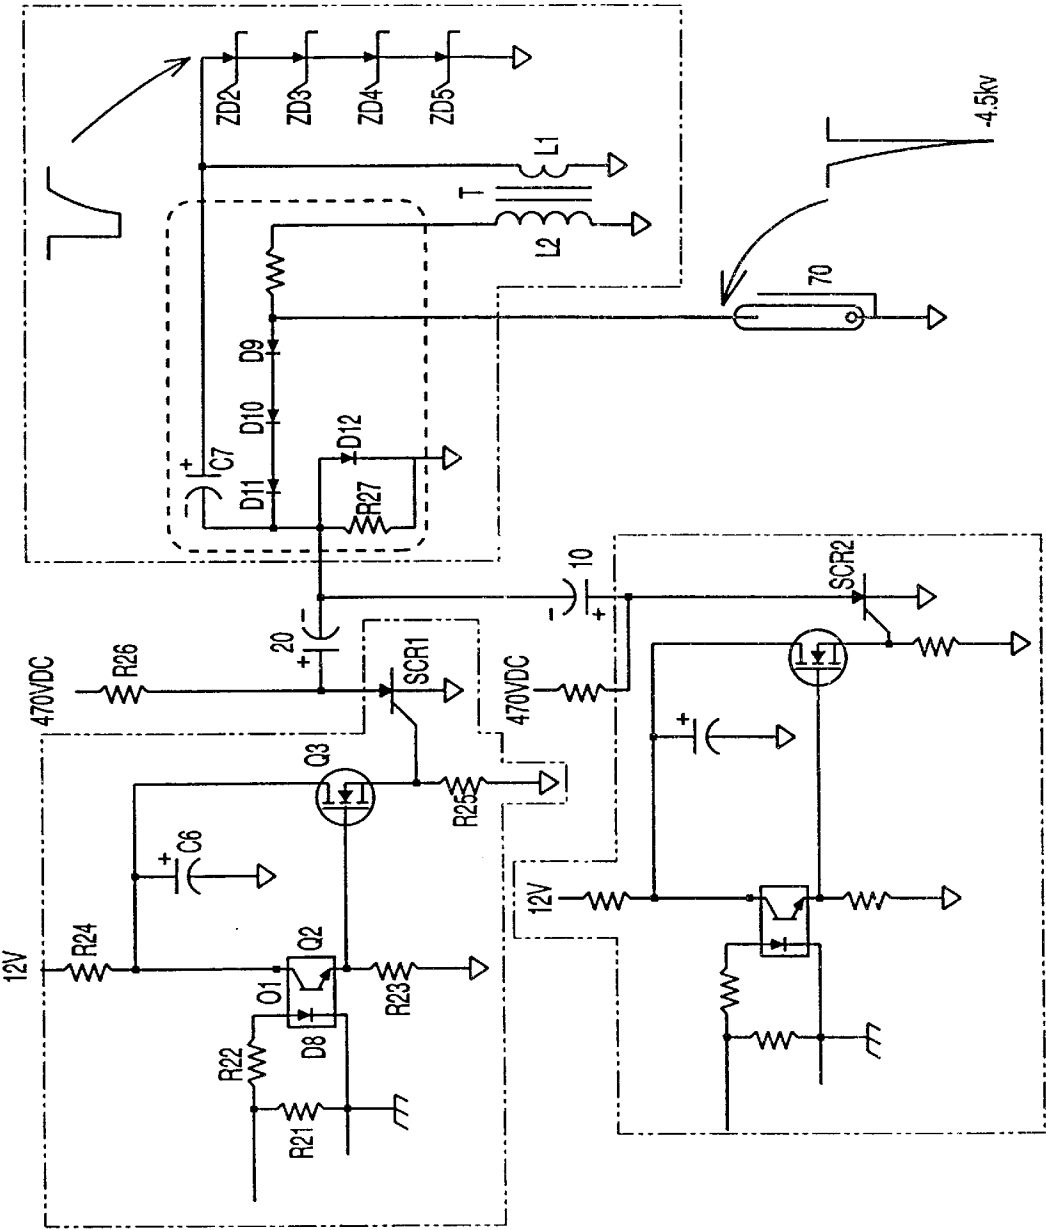 ZD2
ZD3
ZD4
ZD5
L1
T
L2
-4.5kv
70
D9
D10
D11
D12
+
C7
-
R27
470VDC
R26
20
-
+
SCR1
10
-
+
SCR2
470VDC
12V
R24
+
C6
Q3
R25
Q2
O1
D8
R23
R22
R21
12V
+